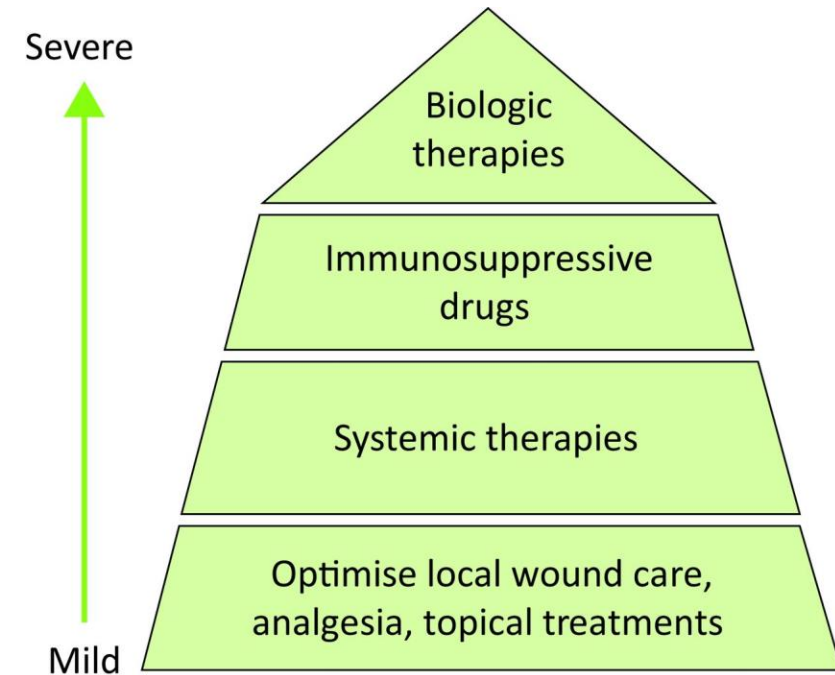 Severe
Biologic
therapies
Immunosuppressive
drugs
Systemic therapies
Optimise local wound care,
analgesia, topical treatments
Mild